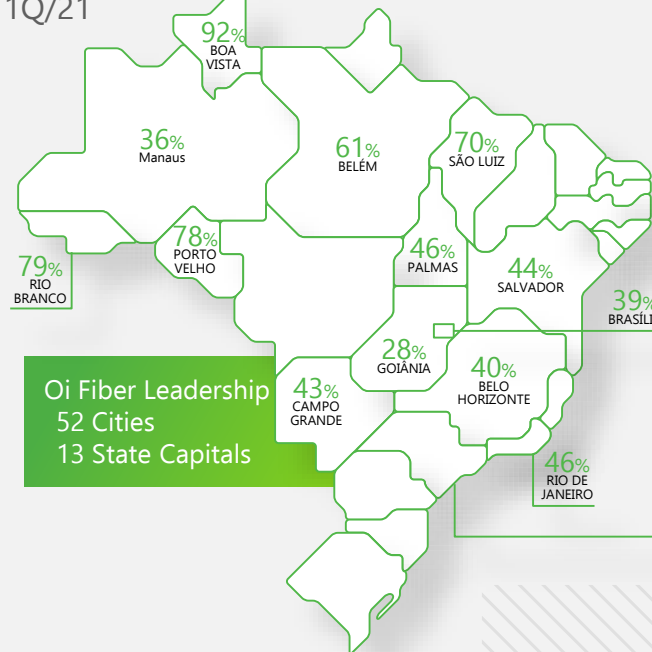 1Q/21
92%
BOA
VISTA
36%
Manaus
61%
BELÉM
70%
SÃO LUIZ
78%
PORTO
VELHO
46%
PALMAS
79%
RIO
BRANCO
44%
SALVADOR
39%
BRASÍLI
28%
GOIÂNIA
40%
BELO
HORIZONTE
43%
CAMPO
GRANDE
Oi Fiber Leadership
52 Cities
13 State Capitals
46%
RIO DE
JANEIRO